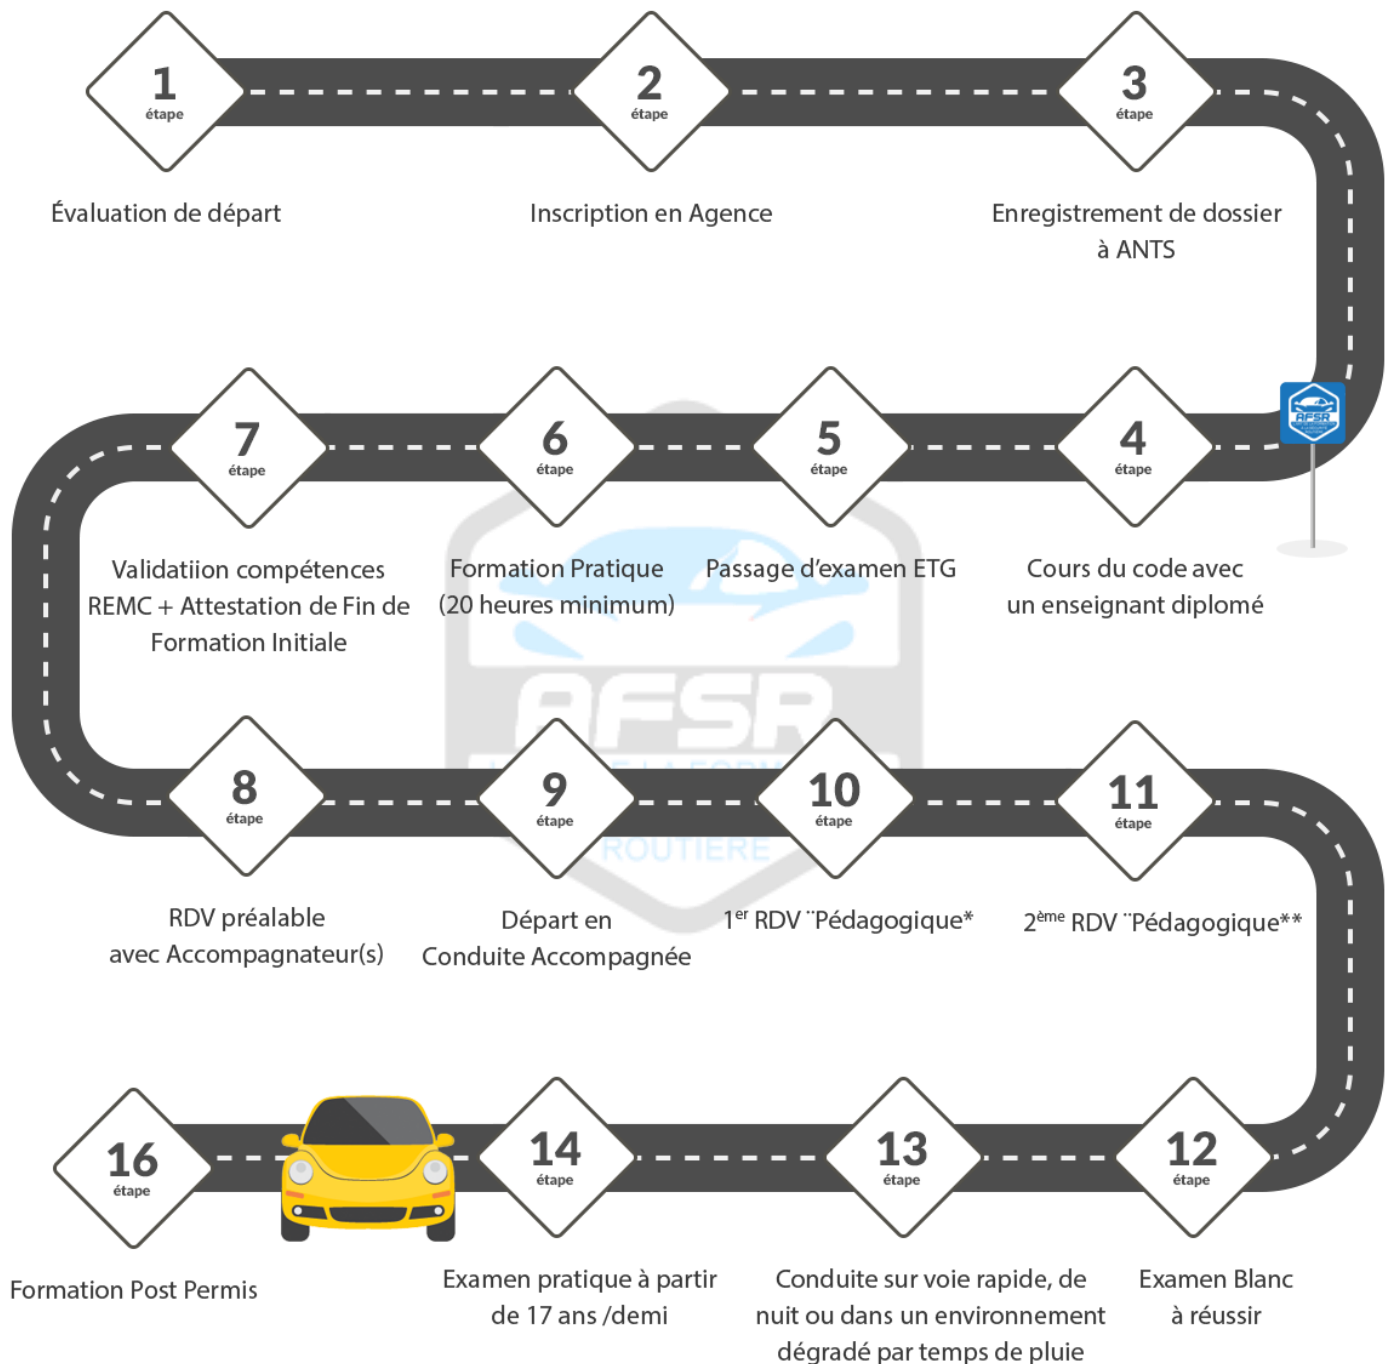 1
étape
Évaluation de départ
2
étape
Inscription en Agence
3
étape
Enregistrement de dossier
à ANTS
4
étape
Cours du code avec
un enseignant diplomé
5
étape
Passage d'examen ETG
6
étape
Formation Pratique
(20 heures minimum)
7
étape
Validatiion compétences
REMC + Attestation de Fin de
Formation Initiale
AFSR
AFSR
ROUTIERE
8
étape
RDV préalable
avec Accompagnateur(s)
9
étape
Départ en
Conduite Accompagnée
10
étape
1er RDV ¨Pédagogique*
11
étape
2ème RDV ¨Pédagogique**
12
étape
Examen Blanc
à réussir
13
étape
Conduite sur voie rapide, de
nuit ou dans un environnement
dégradé par temps de pluie
14
étape
Examen pratique à partir
de 17 ans /demi
16
étape
Formation Post Permis